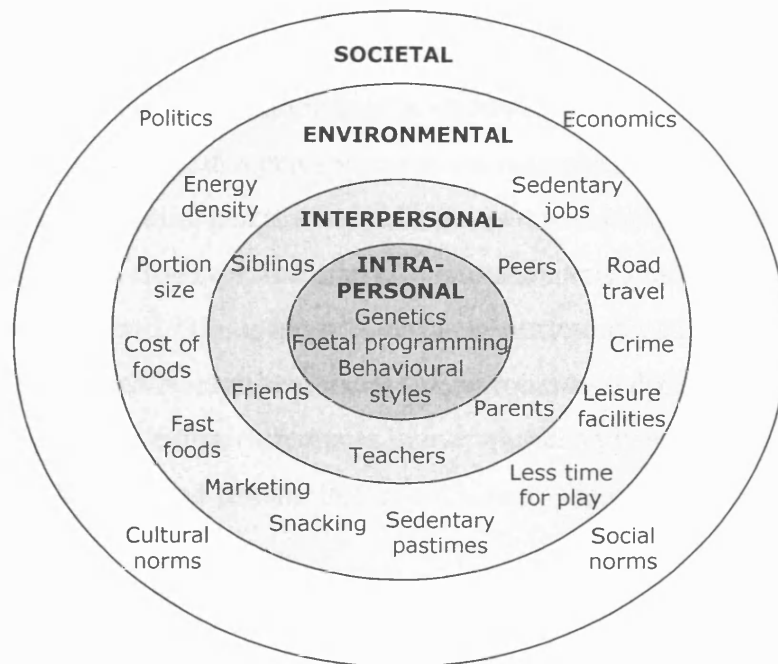 SOCIETAL
Politics
Economics
ENVIRONMENTAL
Energy
density
Sedentary
jobs
INTERPERSONAL
Portion
size
Siblings
INTRA-
PERSONAL
Peers
Road
travel
Genetics
Foetal programming
Behavioural
styles
Cost of
foods
Crime
Friends
Parents
Leisure
facilities
Fast
foods
Teachers
Marketing
Less time
for play
Snacking
Sedentary
pastimes
Cultural
norms
Social
norms